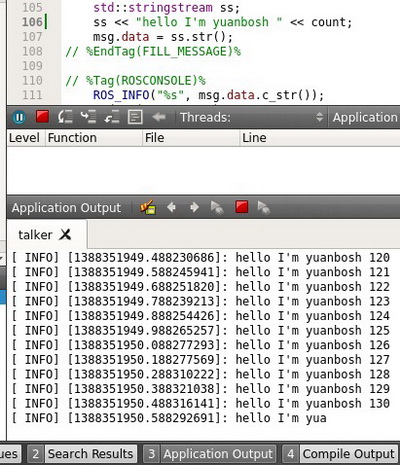 105 std::stringstream ss;
106 ss << "hello I'm yuanbosh " << count;
107 msg.data = ss.str();
108 // %EndTag(FILL_MESSAGE)%
109
110 // %Tag(ROSCONSOLE)%
111 ROS_INFO("%s", msg.data.c_str());
Threads: Application
Level Function File Line
Application Output
talker
[ INFO] [1388351949.488230686]: hello I'm yuanbosh 120
[ INFO] [1388351949.588245941]: hello I'm yuanbosh 121
[ INFO] [1388351949.688251820]: hello I'm yuanbosh 122
[ INFO] [1388351949.788239213]: hello I'm yuanbosh 123
[ INFO] [1388351949.888254426]: hello I'm yuanbosh 124
[ INFO] [1388351949.988265257]: hello I'm yuanbosh 125
[ INFO] [1388351950.088277293]: hello I'm yuanbosh 126
[ INFO] [1388351950.188277569]: hello I'm yuanbosh 127
[ INFO] [1388351950.288310222]: hello I'm yuanbosh 128
[ INFO] [1388351950.388321038]: hello I'm yuanbosh 129
[ INFO] [1388351950.488316141]: hello I'm yuanbosh 130
[ INFO] [1388351950.588292691]: hello I'm yua
ues 2 Search Results 3 Application Output 4 Compile Output